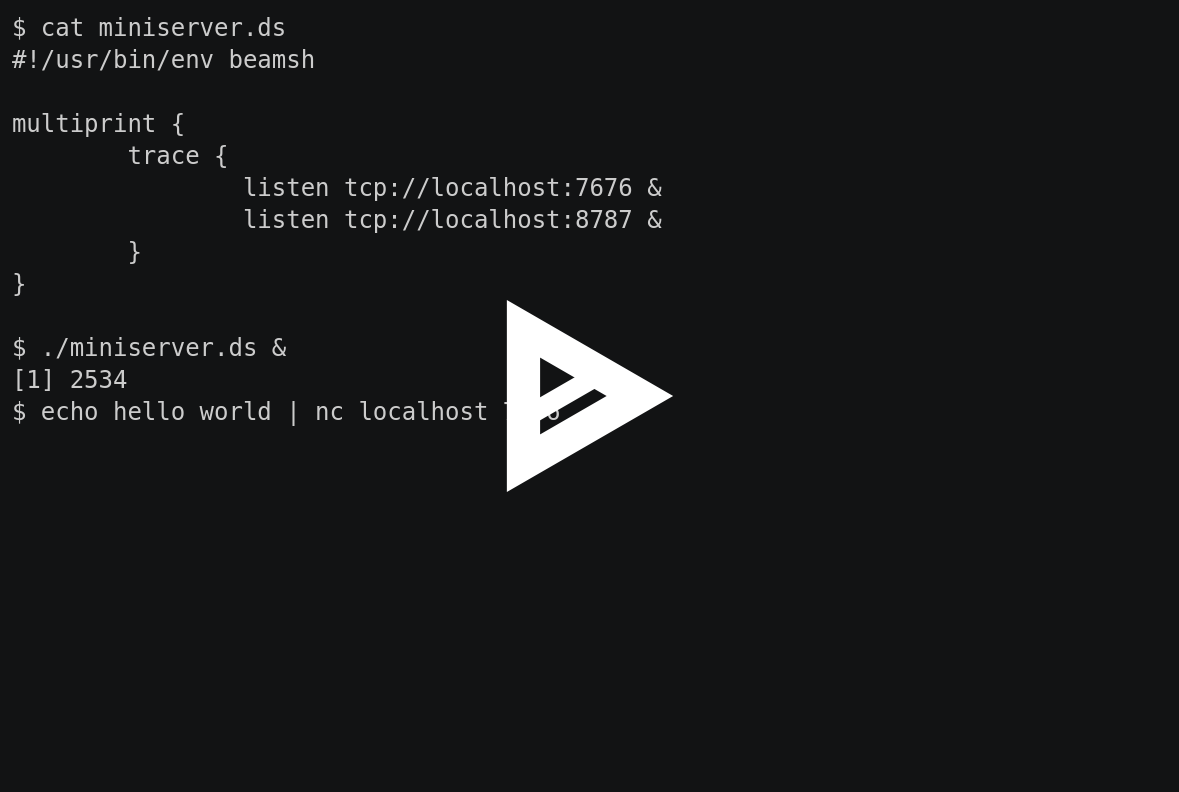 $ cat miniserver.ds
#!/usr/bin/env beamsh
multiprint {
        trace {
                listen tcp://localhost:7676 &
                listen tcp://localhost:8787 &
        }
}
$ ./miniserver.ds &
[1] 2534
$ echo hello world | nc localhost